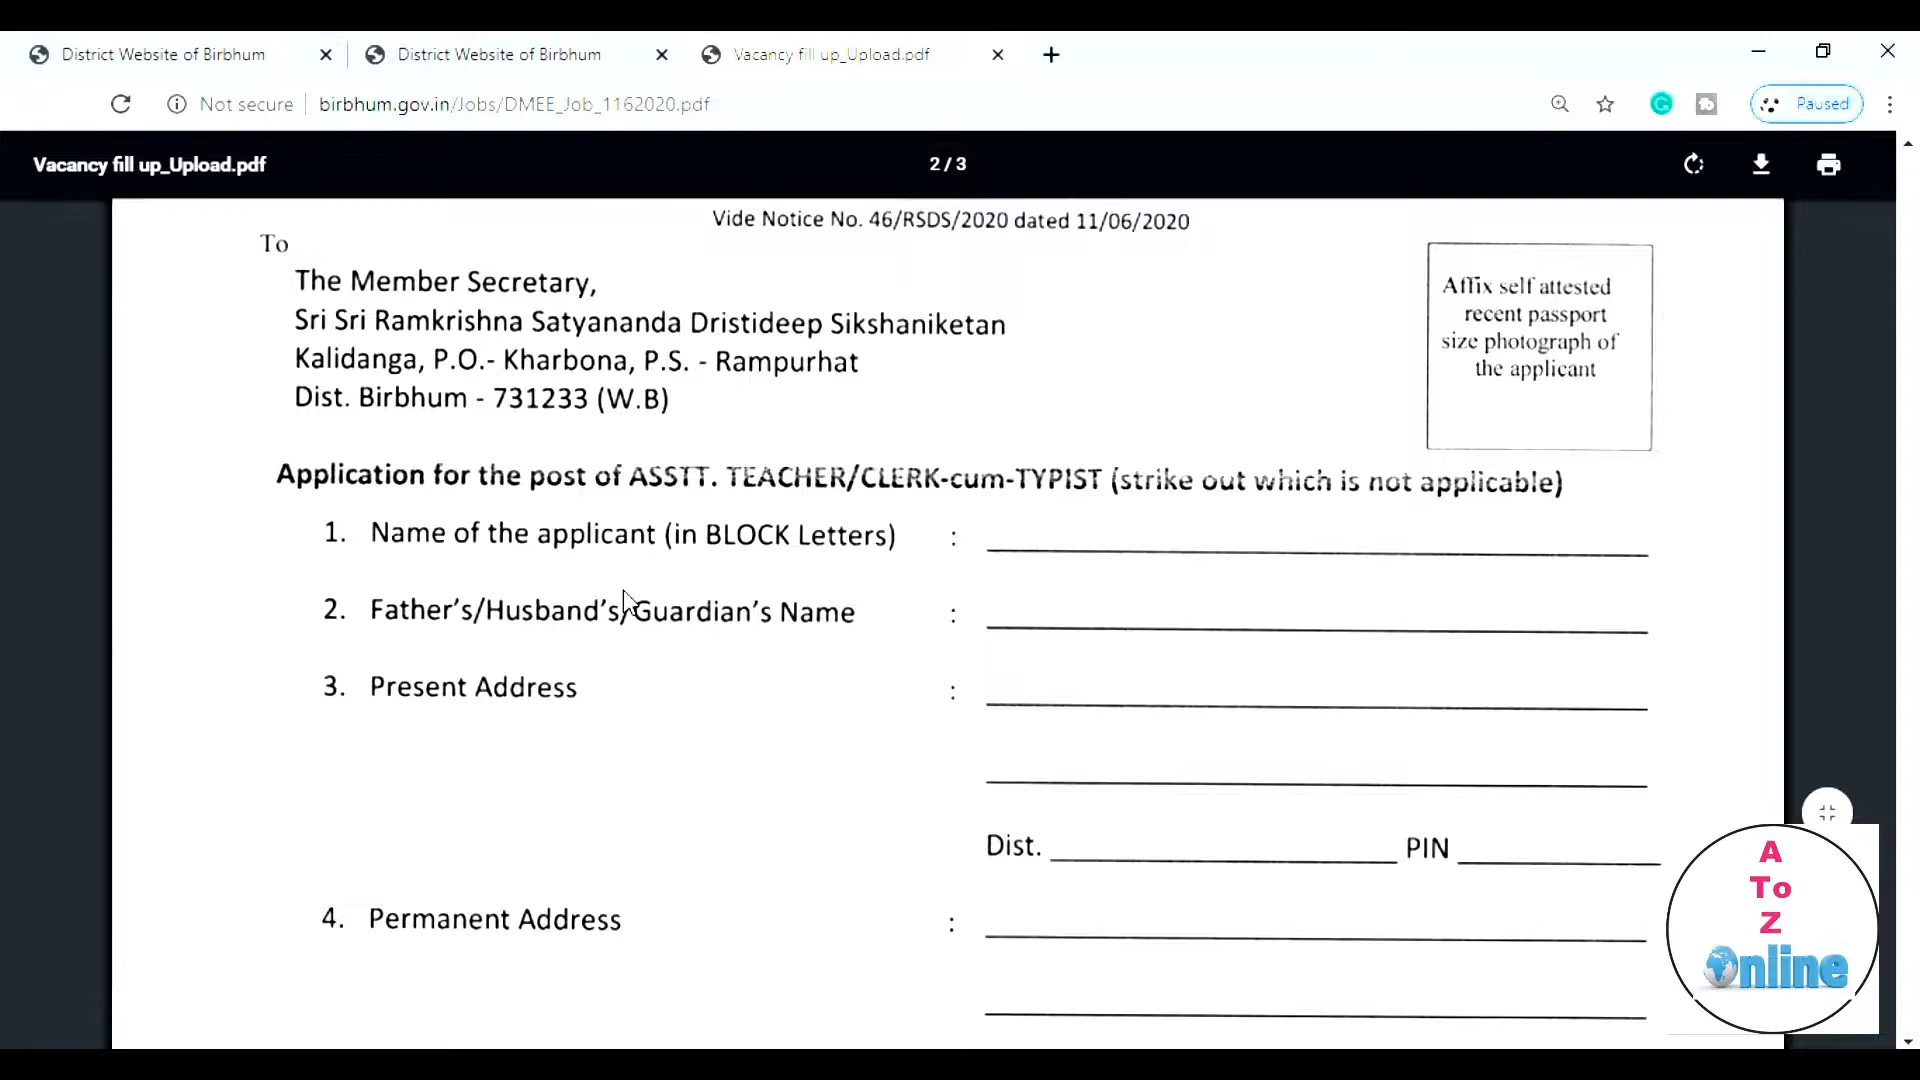 District Website of Birbhum
District Website of Birbhum
Vacancy fill up_Upload.pdf
Not secure
birbhum.gov.in/Jobs/DMEE_Job_1162020.pdf
Paused
Vacancy fill up_Upload.pdf
2 / 3
Vide Notice No. 46/RSDS/2020 dated 11/06/2020
To
The Member Secretary,
Sri Sri Ramkrishna Satyananda Dristideep Sikshaniketan
Kalidanga, P.O.- Kharbona, P.S. - Rampurhat
Dist. Birbhum - 731233 (W.B)
Affix self attested
recent passport
size photograph of
the applicant
Application for the post of ASSTT. TEACHER/CLERK-cum-TYPIST (strike out which is not applicable)
1. Name of the applicant (in BLOCK Letters) :
2. Father's/Husband's/Guardian's Name :
3. Present Address :
Dist. PIN
4. Permanent Address :
A
To
Z
Online